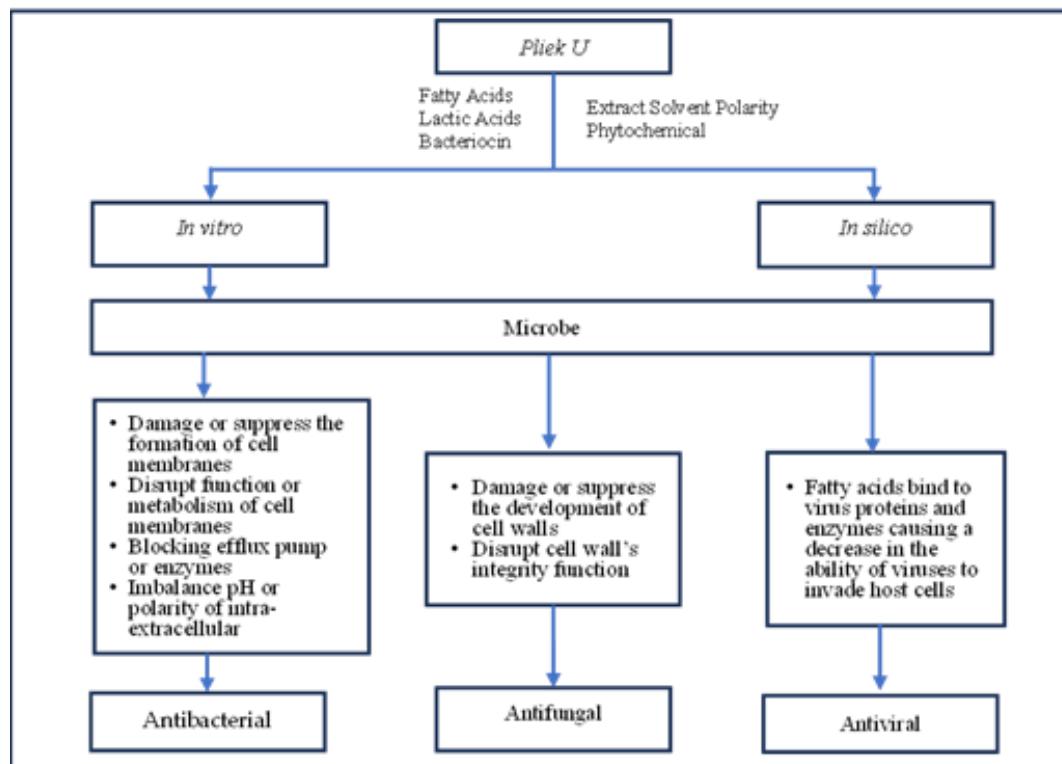 Pliek U
Fatty Acids
Lactic Acids
Bacteriocin
Extract Solvent Polarity
Phytochemical
In vitro
In silico
Microbe
• Damage or suppress the
formation of cell
membranes
• Disrupt function or
metabolism of cell
membranes
• Blocking efflux pump
or enzymes
• Imbalance pH or
polarity of intra-
extracellular
• Damage or suppress
the development of
cell walls
• Disrupt cell wall's
integrity function
• Fatty acids bind to
virus proteins and
enzymes causing a
decrease in the
ability of viruses to
invade host cells
Antibacterial
Antifungal
Antiviral